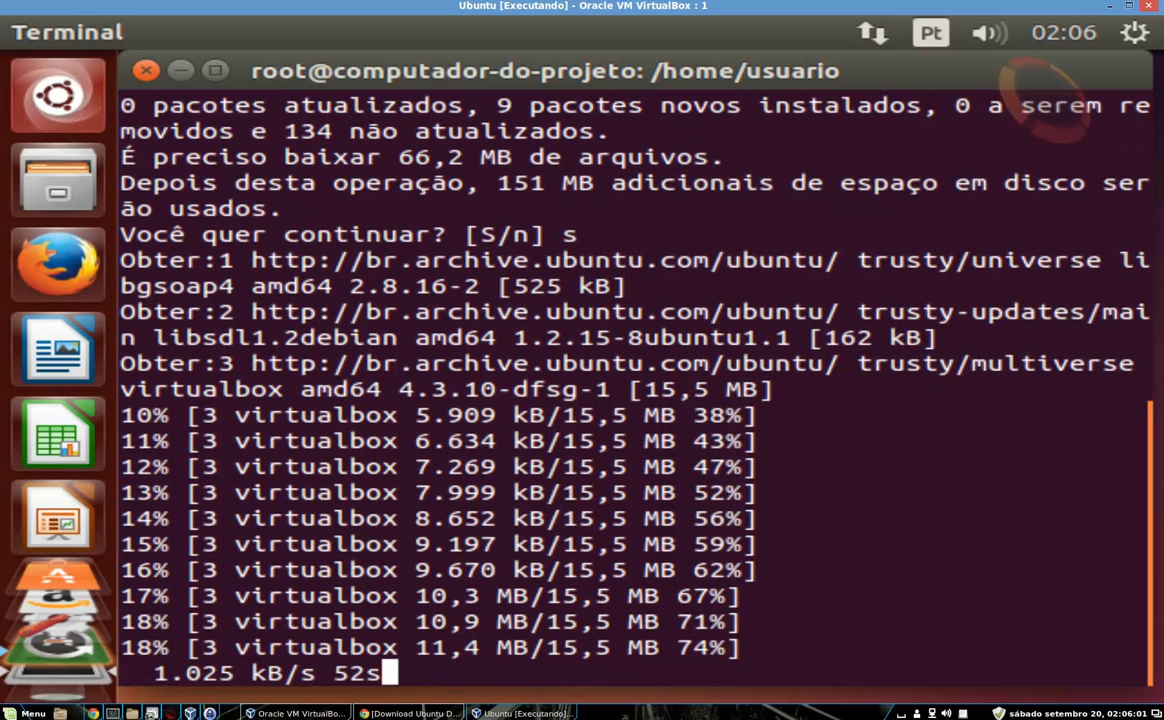 Ubuntu [Executando] - Oracle VM VirtualBox : 1
Terminal
Pt
02:06
root@computador-do-projeto: /home/usuario
0 pacotes atualizados, 9 pacotes novos instalados, 0 a serem re
movidos e 134 não atualizados.
É preciso baixar 66,2 MB de arquivos.
Depois desta operação, 151 MB adicionais de espaço em disco ser
ão usados.
Você quer continuar? [S/n] s
Obter:1 http://br.archive.ubuntu.com/ubuntu/ trusty/universe li
bgsoap4 amd64 2.8.16-2 [525 kB]
Obter:2 http://br.archive.ubuntu.com/ubuntu/ trusty-updates/mai
n libsdl1.2debian amd64 1.2.15-8ubuntu1.1 [162 kB]
Obter:3 http://br.archive.ubuntu.com/ubuntu/ trusty/multiverse
virtualbox amd64 4.3.10-dfsg-1 [15,5 MB]
10% [3 virtualbox 5.909 kB/15,5 MB 38%]
11% [3 virtualbox 6.634 kB/15,5 MB 43%]
12% [3 virtualbox 7.269 kB/15,5 MB 47%]
13% [3 virtualbox 7.999 kB/15,5 MB 52%]
14% [3 virtualbox 8.652 kB/15,5 MB 56%]
15% [3 virtualbox 9.197 kB/15,5 MB 59%]
16% [3 virtualbox 9.670 kB/15,5 MB 62%]
17% [3 virtualbox 10,3 MB/15,5 MB 67%]
18% [3 virtualbox 10,9 MB/15,5 MB 71%]
18% [3 virtualbox 11,4 MB/15,5 MB 74%]
1.025 kB/s 52s
Menu
Oracle VM VirtualBo...
[Download Ubuntu D...
Ubuntu [Executando]...
sábado setembro 20, 02:06:01